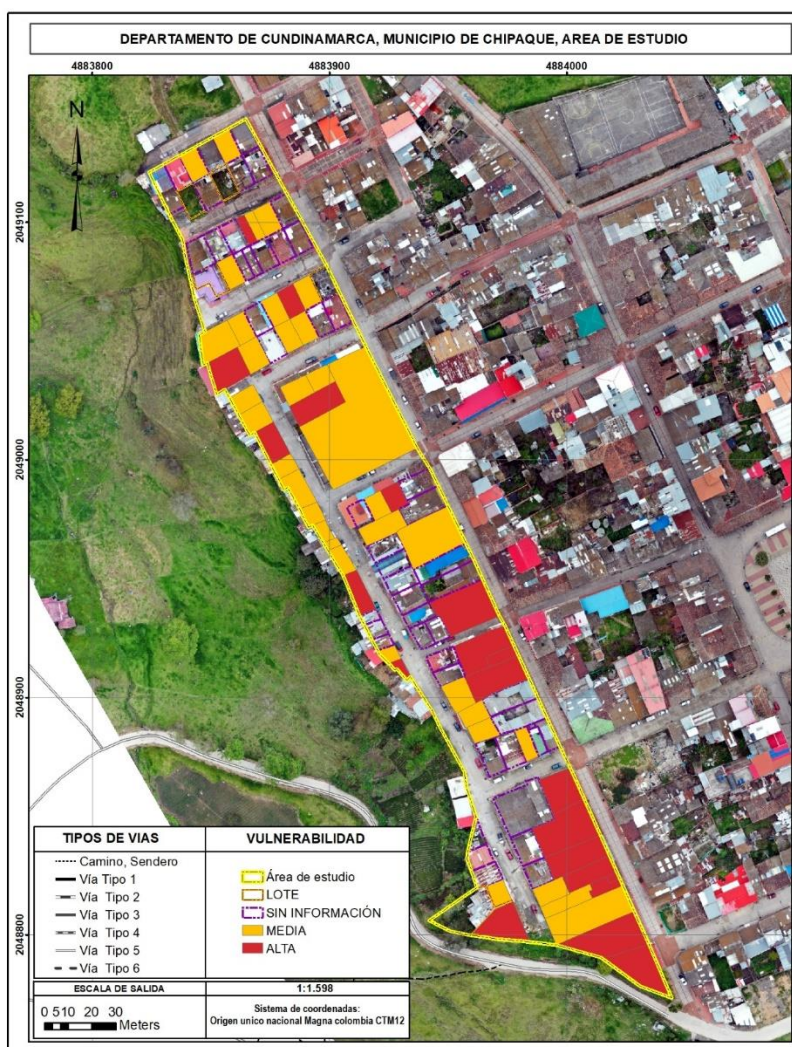 DEPARTAMENTO DE CUNDINAMARCA, MUNICIPIO DE CHIPAQUE, AREA DE ESTUDIO
4883800 4883900 4884000
N
2049100
2049000
2048900
2048800
TIPOS DE VIAS
Camino, Sendero
Vía Tipo 1
Vía Tipo 2
Vía Tipo 3
Vía Tipo 4
Vía Tipo 5
Vía Tipo 6
VULNERABILIDAD
Área de estudio
LOTE
SIN INFORMACIÓN
MEDIA
ALTA
ESCALA DE SALIDA
1:1.598
0 510 20 30
Meters
Sistema de coordenadas:
Origen unico nacional Magna colombia CTM12